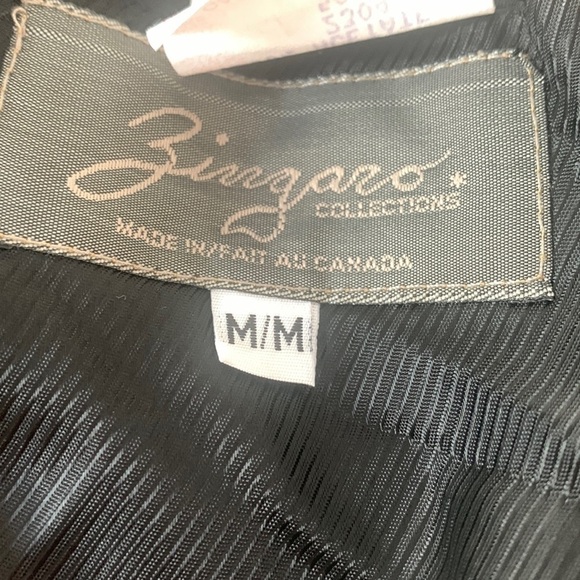 Zingaro
COLLECTIONS
MADE IN/FAIT AU CANADA
M/M